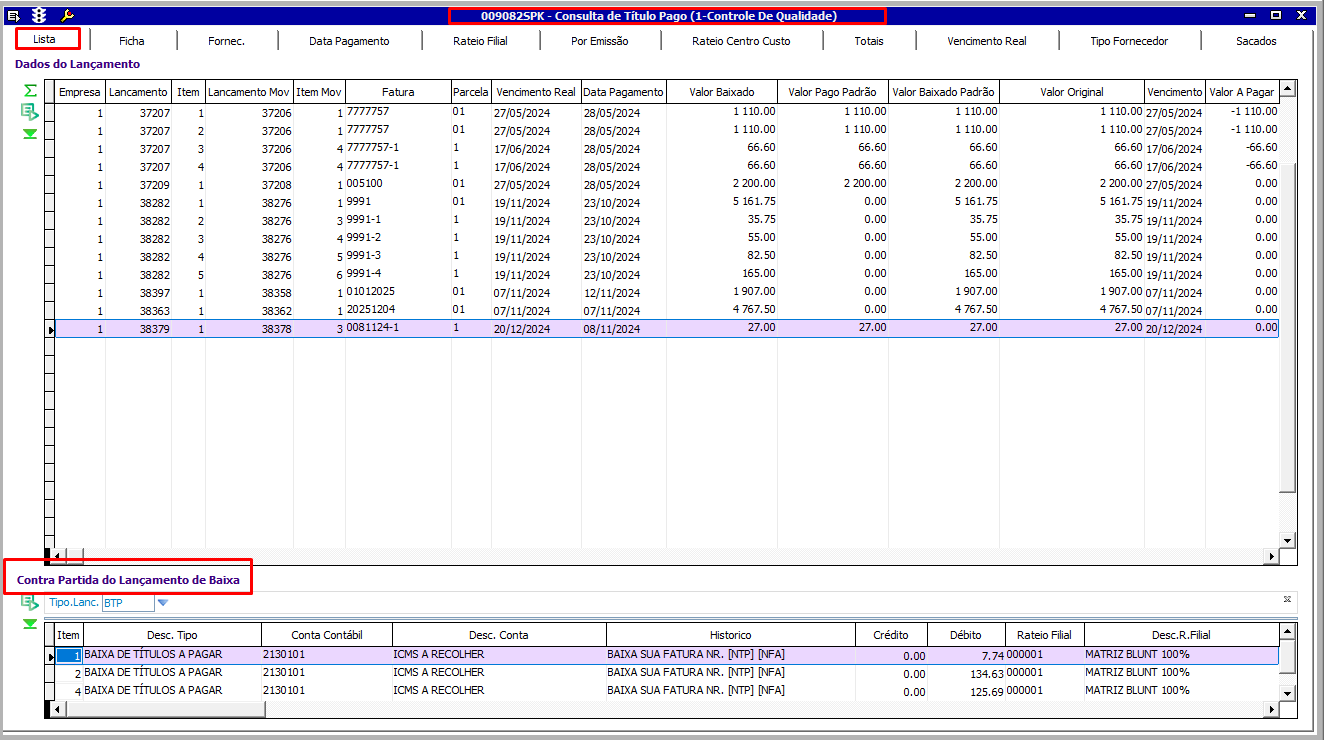 009082SPK - Consulta de Título Pago (1-Controle De Qualidade)
Lista Ficha Fornec. Data Pagamento Rateio Filial Por Emissão Rateio Centro Custo Totais Vencimento Real Tipo Fornecedor Sacados
Dados do Lançamento
Empresa Lancamento Item Lancamento Mov Item Mov Fatura Parcela Vencimento Real Data Pagamento Valor Baixado Valor Pago Padrão Valor Baixado Padrão Valor Original Vencimento Valor A Pagar
1 37207 1 37206 1 7777757 01 27/05/2024 28/05/2024 1 110.00 1 110.00 1 110.00 1 110.00 27/05/2024 -1 110.00
1 37207 2 37206 1 7777757 01 27/05/2024 28/05/2024 1 110.00 1 110.00 1 110.00 1 110.00 27/05/2024 -1 110.00
1 37207 3 37206 4 7777757-1 1 17/06/2024 28/05/2024 66.60 66.60 66.60 66.60 17/06/2024 -66.60
1 37207 4 37206 4 7777757-1 1 17/06/2024 28/05/2024 66.60 66.60 66.60 66.60 17/06/2024 -66.60
1 37209 1 37208 1 005100 01 27/05/2024 28/05/2024 2 200.00 2 200.00 2 200.00 2 200.00 27/05/2024 0.00
1 38282 1 38276 1 9991 01 19/11/2024 23/10/2024 5 161.75 0.00 5 161.75 5 161.75 19/11/2024 0.00
1 38282 2 38276 3 9991-1 1 19/11/2024 23/10/2024 35.75 0.00 35.75 35.75 19/11/2024 0.00
1 38282 3 38276 4 9991-2 1 19/11/2024 23/10/2024 55.00 0.00 55.00 55.00 19/11/2024 0.00
1 38282 4 38276 5 9991-3 1 19/11/2024 23/10/2024 82.50 0.00 82.50 82.50 19/11/2024 0.00
1 38282 5 38276 6 9991-4 1 19/11/2024 23/10/2024 165.00 0.00 165.00 165.00 19/11/2024 0.00
1 38397 1 38358 1 01012025 01 07/11/2024 12/11/2024 1 907.00 0.00 1 907.00 1 907.00 07/11/2024 0.00
1 38363 1 38362 1 20251204 01 07/11/2024 07/11/2024 4 767.50 0.00 4 767.50 4 767.50 07/11/2024 0.00
1 38379 1 38378 3 0081124-1 1 20/12/2024 08/11/2024 27.00 27.00 27.00 27.00 20/12/2024 0.00
Contra Partida do Lançamento de Baixa
Tipo.Lanc. BTP
Item Desc. Tipo Conta Contábil Desc. Conta Historico Crédito Débito Rateio Filial Desc.R.Filial
1 BAIXA DE TÍTULOS A PAGAR 2130101 ICMS A RECOLHER BAIXA SUA FATURA NR. [NTP] [NFA] 0.00 7.74 000001 MATRIZ BLUNT 100%
2 BAIXA DE TÍTULOS A PAGAR 2130101 ICMS A RECOLHER BAIXA SUA FATURA NR. [NTP] [NFA] 0.00 134.63 000001 MATRIZ BLUNT 100%
4 BAIXA DE TÍTULOS A PAGAR 2130101 ICMS A RECOLHER BAIXA SUA FATURA NR. [NTP] [NFA] 0.00 125.69 000001 MATRIZ BLUNT 100%